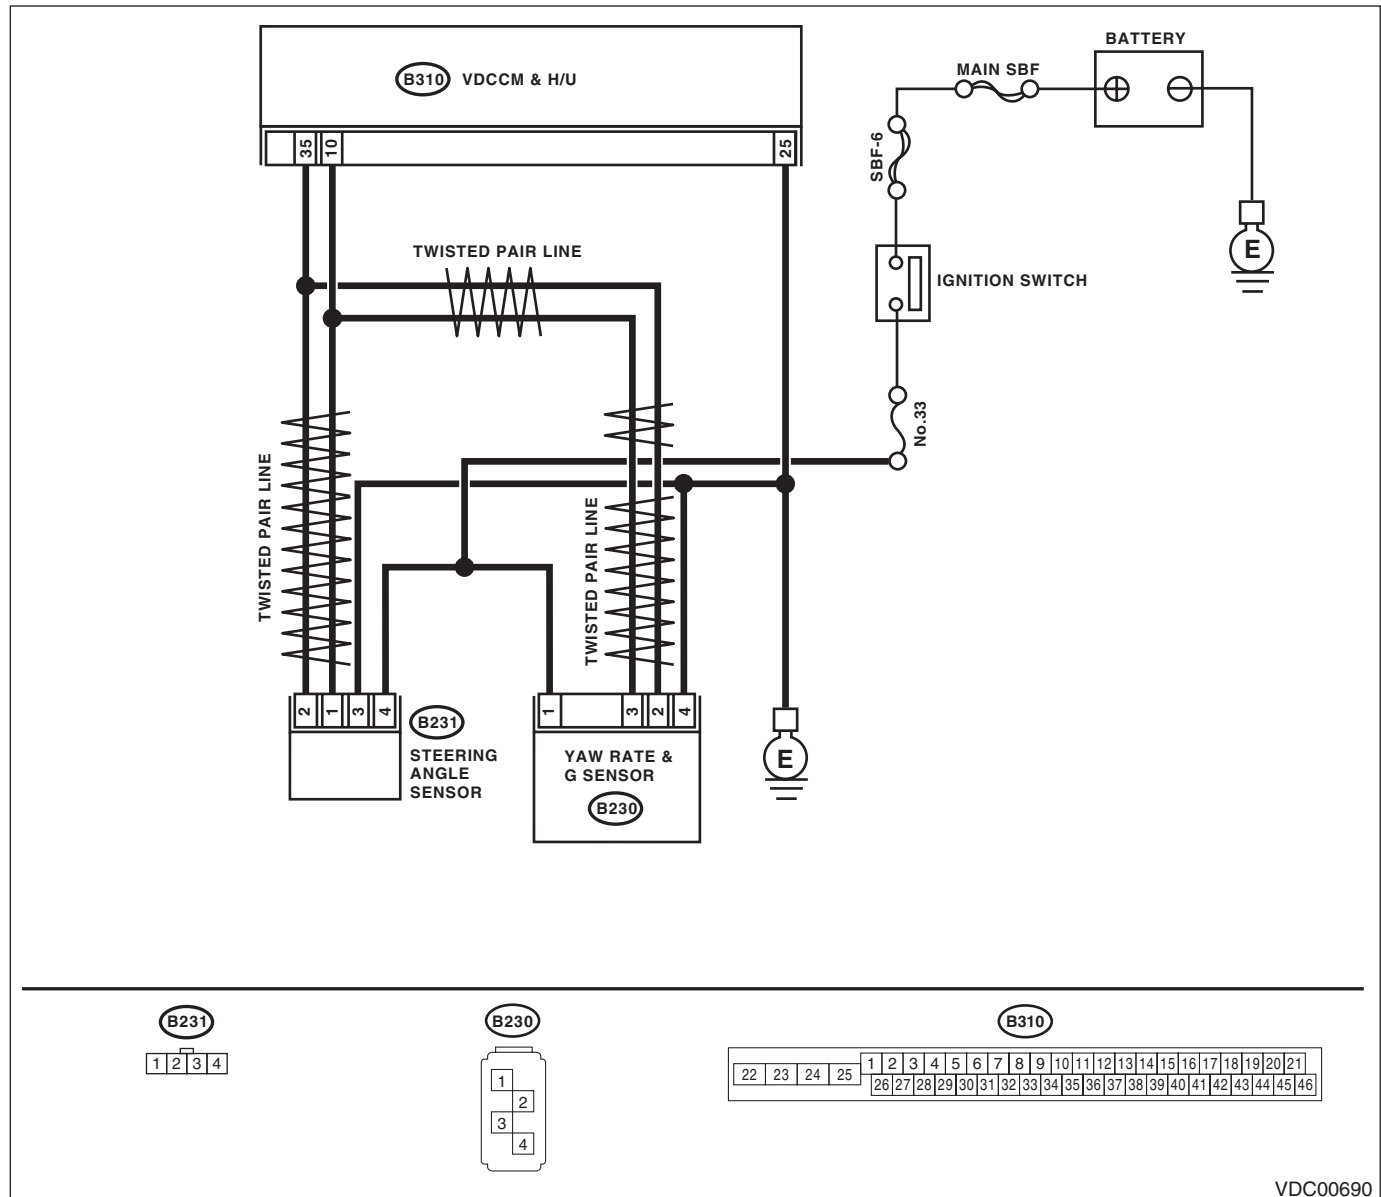 BATTERY
MAIN SBF
B310 VDCCM & H/U
35 10 25
SBF-6
TWISTED PAIR LINE
E
IGNITION SWITCH
No.33
TWISTED PAIR LINE
TWISTED PAIR LINE
2 1 3 4
1 3 2 4
B231
STEERING
ANGLE
SENSOR
YAW RATE &
G SENSOR
B230
E
B231
1 2 3 4
B230
1
2
3
4
B310
1 2 3 4 5 6 7 8 9 10 11 12 13 14 15 16 17 18 19 20 21
22 23 24 25
26 27 28 29 30 31 32 33 34 35 36 37 38 39 40 41 42 43 44 45 46
VDC00690